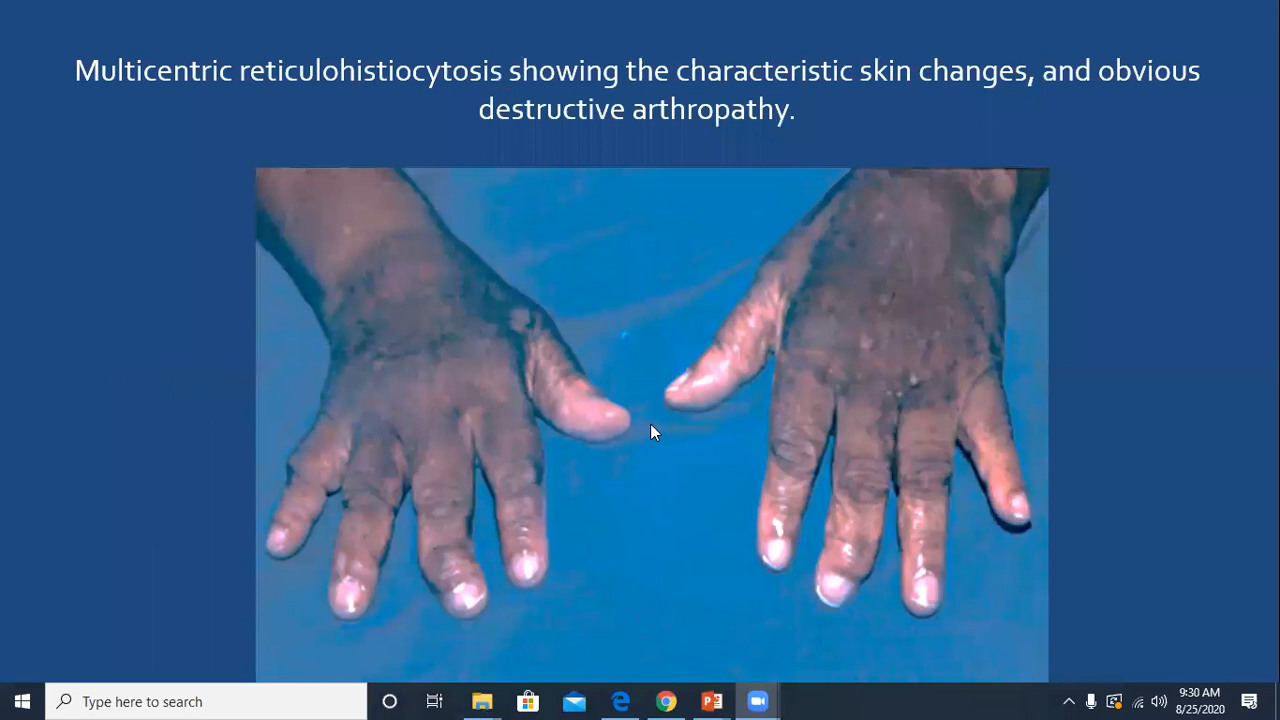 Multicentric reticulohistiocytosis showing the characteristic skin changes, and obvious
destructive arthropathy.
Type here to search
9:30 AM
8/25/2020